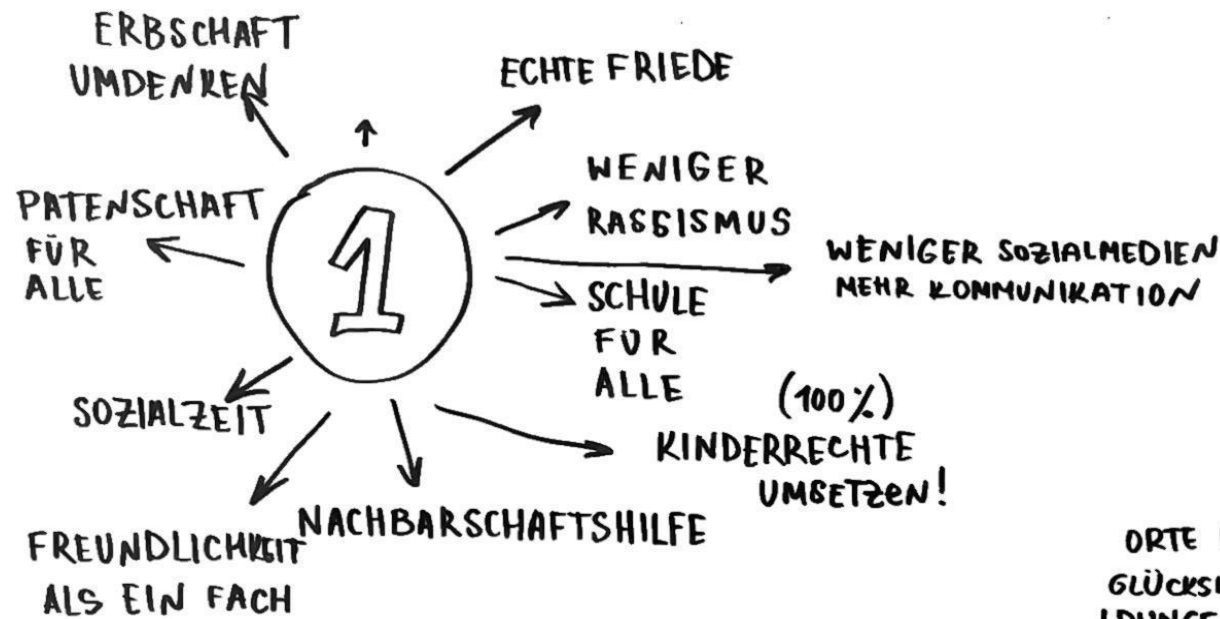 ERBSCHAFT
UMDENKEN
ECHTE FRIEDE
WENIGER
RASSISMUS
PATENSCHAFT
FÜR
ALLE
1
WENIGER SOZIALMEDIEN
MEHR KOMMUNIKATION
SCHULE
FÜR
ALLE
SOZIALZEIT
(100%)
KINDERRECHTE
UMSETZEN!
NACHBARSCHAFTSHILFE
FREUNDLICHKEIT
ALS EIN FACH
ORTE